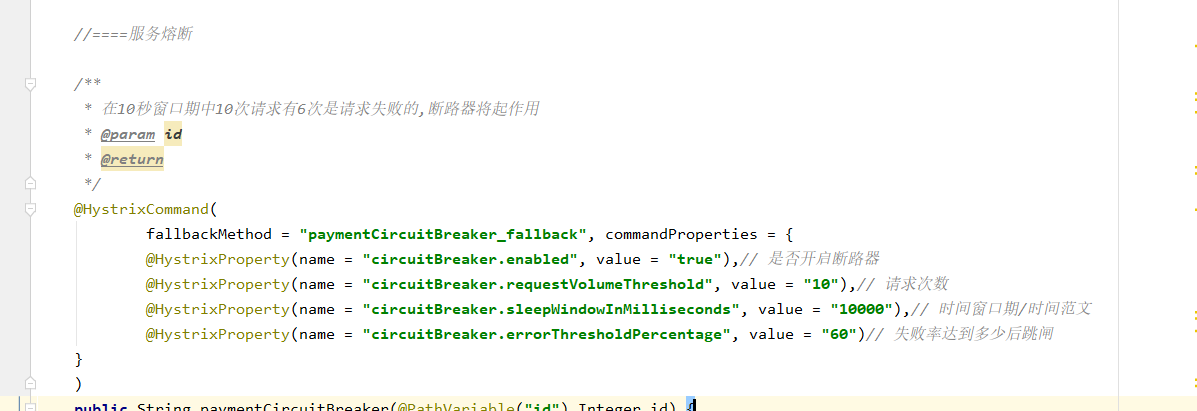 //====服务熔断
/**
* 在10秒窗口期中10次请求有6次是请求失败的,断路器将起作用
* @param id
* @return
*/
@HystrixCommand(
fallbackMethod = "paymentCircuitBreaker_fallback", commandProperties = {
@HystrixProperty(name = "circuitBreaker.enabled", value = "true"),// 是否开启断路器
@HystrixProperty(name = "circuitBreaker.requestVolumeThreshold", value = "10"),// 请求次数
@HystrixProperty(name = "circuitBreaker.sleepWindowInMilliseconds", value = "10000"),// 时间窗口期/时间范文
@HystrixProperty(name = "circuitBreaker.errorThresholdPercentage", value = "60")// 失败率达到多少后跳闸
}
)
public String paymentCircuitBreaker(@PathVariable("id") Integer id) {